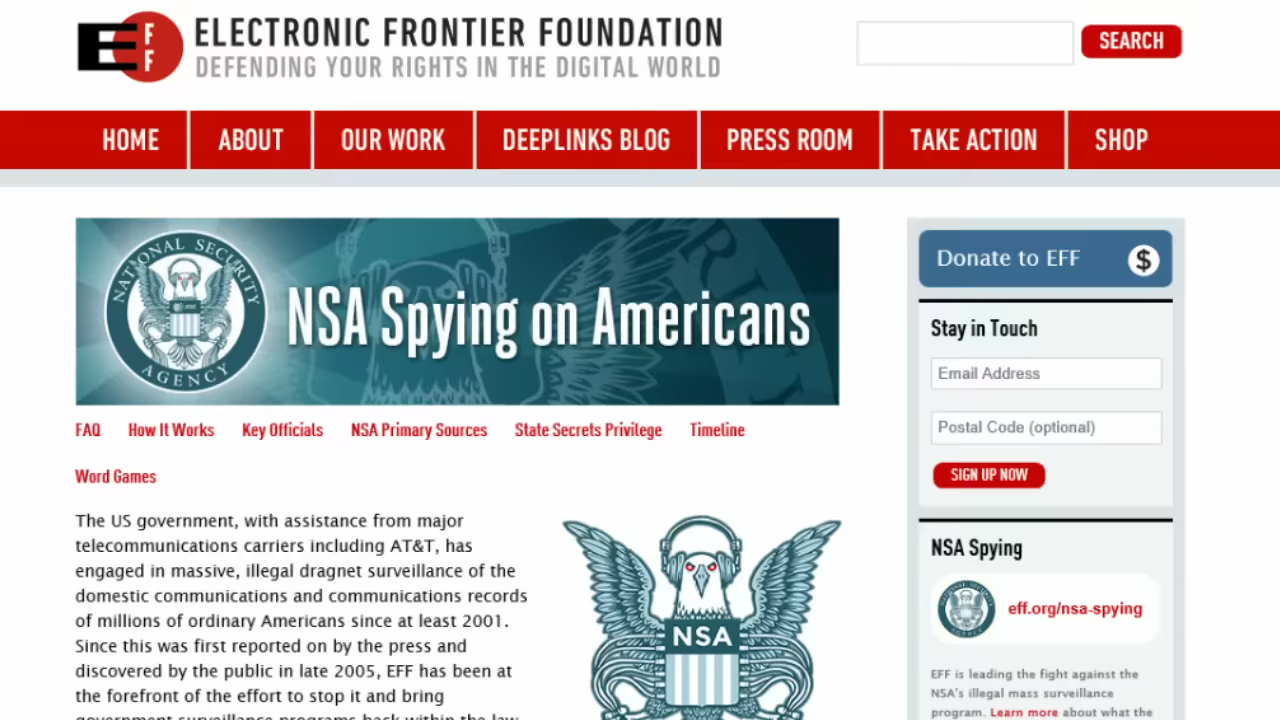 E
F
F
ELECTRONIC FRONTIER FOUNDATION
DEFENDING YOUR RIGHTS IN THE DIGITAL WORLD
SEARCH
HOME
ABOUT
OUR WORK
DEEPLINKS BLOG
PRESS ROOM
TAKE ACTION
SHOP
NATIONAL SECURITY
AGENCY
NSA Spying on Americans
FAQ
How It Works
Key Officials
NSA Primary Sources
State Secrets Privilege
Timeline
Word Games
The US government, with assistance from major
telecommunications carriers including AT&T, has
engaged in massive, illegal dragnet surveillance of the
domestic communications and communications records
of millions of ordinary Americans since at least 2001.
Since this was first reported on by the press and
discovered by the public in late 2005, EFF has been at
the forefront of the effort to stop it and bring
government surveillance programs back within the law
NSA
Donate to EFF
$
Stay in Touch
Email Address
Postal Code (optional)
SIGN UP NOW
NSA Spying
eff.org/nsa-spying
EFF is leading the fight against the
NSA's illegal mass surveillance
program. Learn more about what the